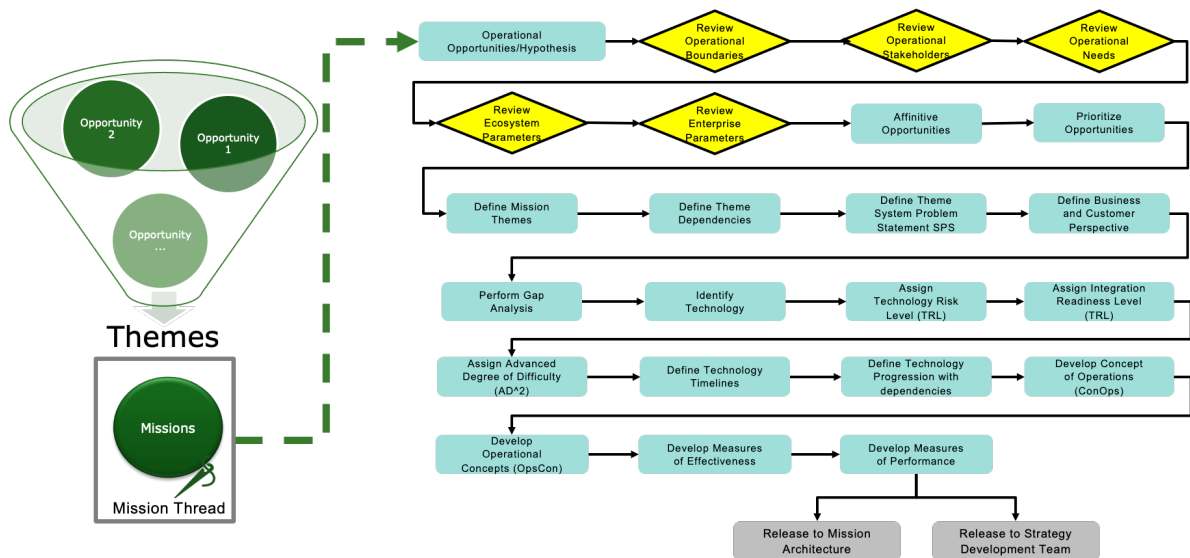 Opportunity
2
Opportunity
1
Opportunity
...
Themes
Missions
Mission Thread
Operational
Opportunities/Hypothesis
Review
Operational
Boundaries
Review
Operational
Stakeholders
Review
Operational
Needs
Review
Ecosystem
Parameters
Review
Enterprise
Parameters
Affinitive
Opportunities
Prioritize
Opportunities
Define Mission
Themes
Define Theme
Dependencies
Define Theme
System Problem
Statement SPS
Define Business
and Customer
Perspective
Perform Gap
Analysis
Identify
Technology
Assign
Technology Risk
Level (TRL)
Assign Integration
Readiness Level
(TRL)
Assign Advanced
Degree of Difficulty
(AD^2)
Define Technology
Timelines
Define Technology
Progression with
dependencies
Develop Concept
of Operations
(ConOps)
Develop
Operational
Concepts (OpsCon)
Develop Measures
of Effectiveness
Develop Measures
of Performance
Release to Mission
Architecture
Release to Strategy
Development Team